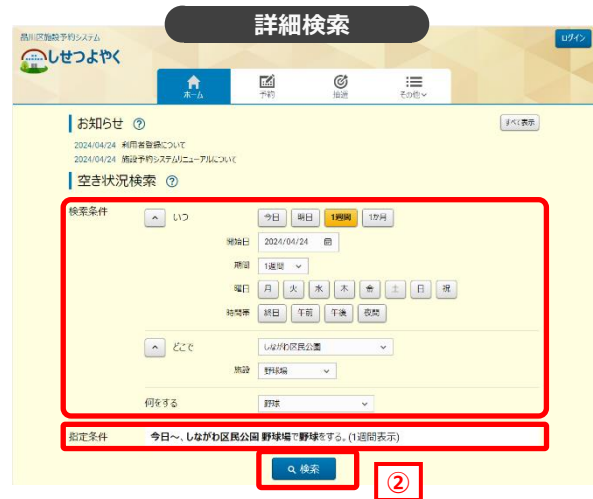 詳細検索
品川区施設予約システム
しせつよやく
ログイン
ホーム 予約 抽選 その他
お知らせ ?
すべて表示
2024/04/24 利用者登録について
2024/04/24 施設予約システムリニューアルについて
空き状況検索 ?
検索条件
いつ 今日 明日 1週間 1か月
開始日 2024/04/24
期間 1週間
曜日 月 火 水 木 金 土 日 祝
時間帯 終日 午前 午後 夜間
どこで しながわ区民公園
施設 野球場
何をする 野球
指定条件 今日~、しながわ区民公園 野球場で野球をする。(1週間表示)
検索
②